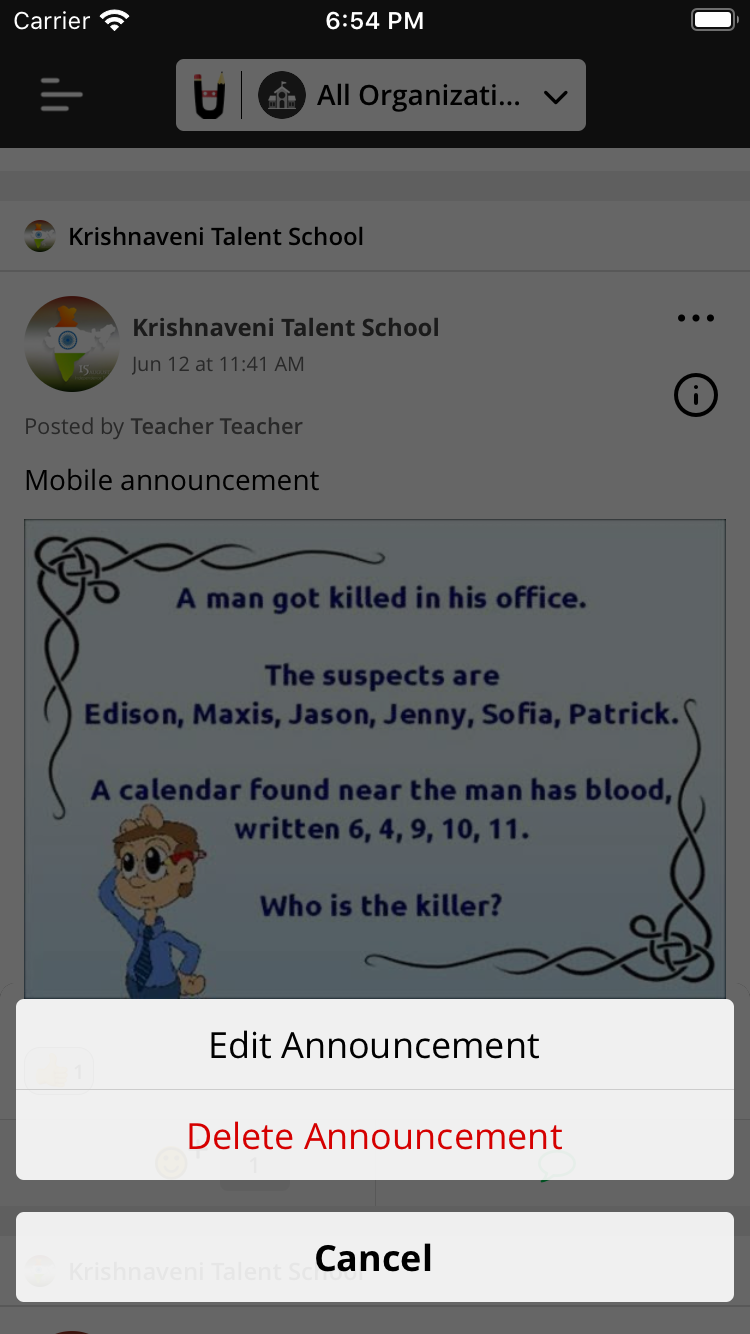 Carrier 6:54 PM
All Organizati...
Krishnaveni Talent School
Krishnaveni Talent School
Jun 12 at 11:41 AM
Posted by Teacher Teacher
Mobile announcement
A man got killed in his office.
The suspects are
Edison, Maxis, Jason, Jenny, Sofia, Patrick.
A calendar found near the man has blood,
written 6, 4, 9, 10, 11.
Who is the killer?
Edit Announcement
1
Delete Announcement
1
Cancel
Krishnaveni Talent School